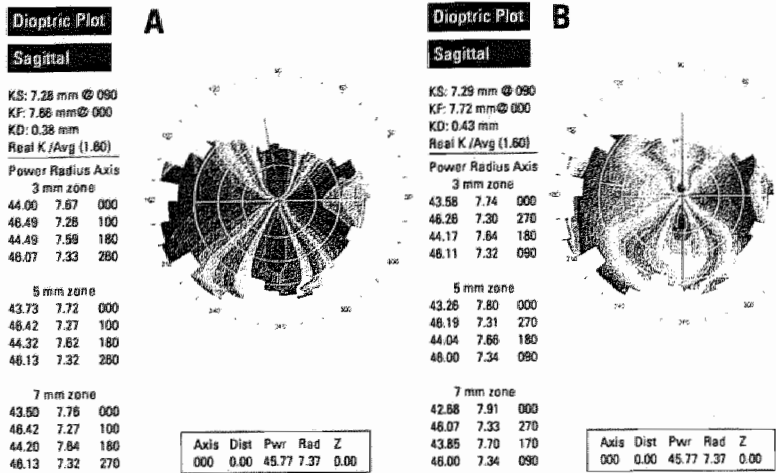 Dioptric Plot
A
Sagittal
KS: 7.28 mm @ 090
KF: 7.66 mm @ 000
KD: 0.38 mm
Real K /Avg (1.60)
Power Radius Axis
3 mm zone
44.00 7.67 000
46.49 7.26 100
44.49 7.59 180
46.07 7.33 260
5 mm zone
43.73 7.72 000
46.42 7.27 100
44.32 7.62 180
46.13 7.32 260
7 mm zone
43.50 7.76 000
46.42 7.27 100
44.20 7.64 180
46.13 7.32 270
Axis Dist Pwr Rad Z
000 0.00 45.77 7.37 0.00
Dioptric Plot
B
Sagittal
KS: 7.29 mm @ 090
KF: 7.72 mm @ 000
KD: 0.43 mm
Real K /Avg (1.60)
Power Radius Axis
3 mm zone
43.58 7.74 000
46.28 7.30 270
44.17 7.64 180
46.11 7.32 090
5 mm zone
43.26 7.80 000
46.19 7.31 270
44.04 7.66 180
46.00 7.34 090
7 mm zone
42.68 7.91 000
46.07 7.33 270
43.85 7.70 170
46.00 7.34 090
Axis Dist Pwr Rad Z
000 0.00 45.77 7.37 0.00